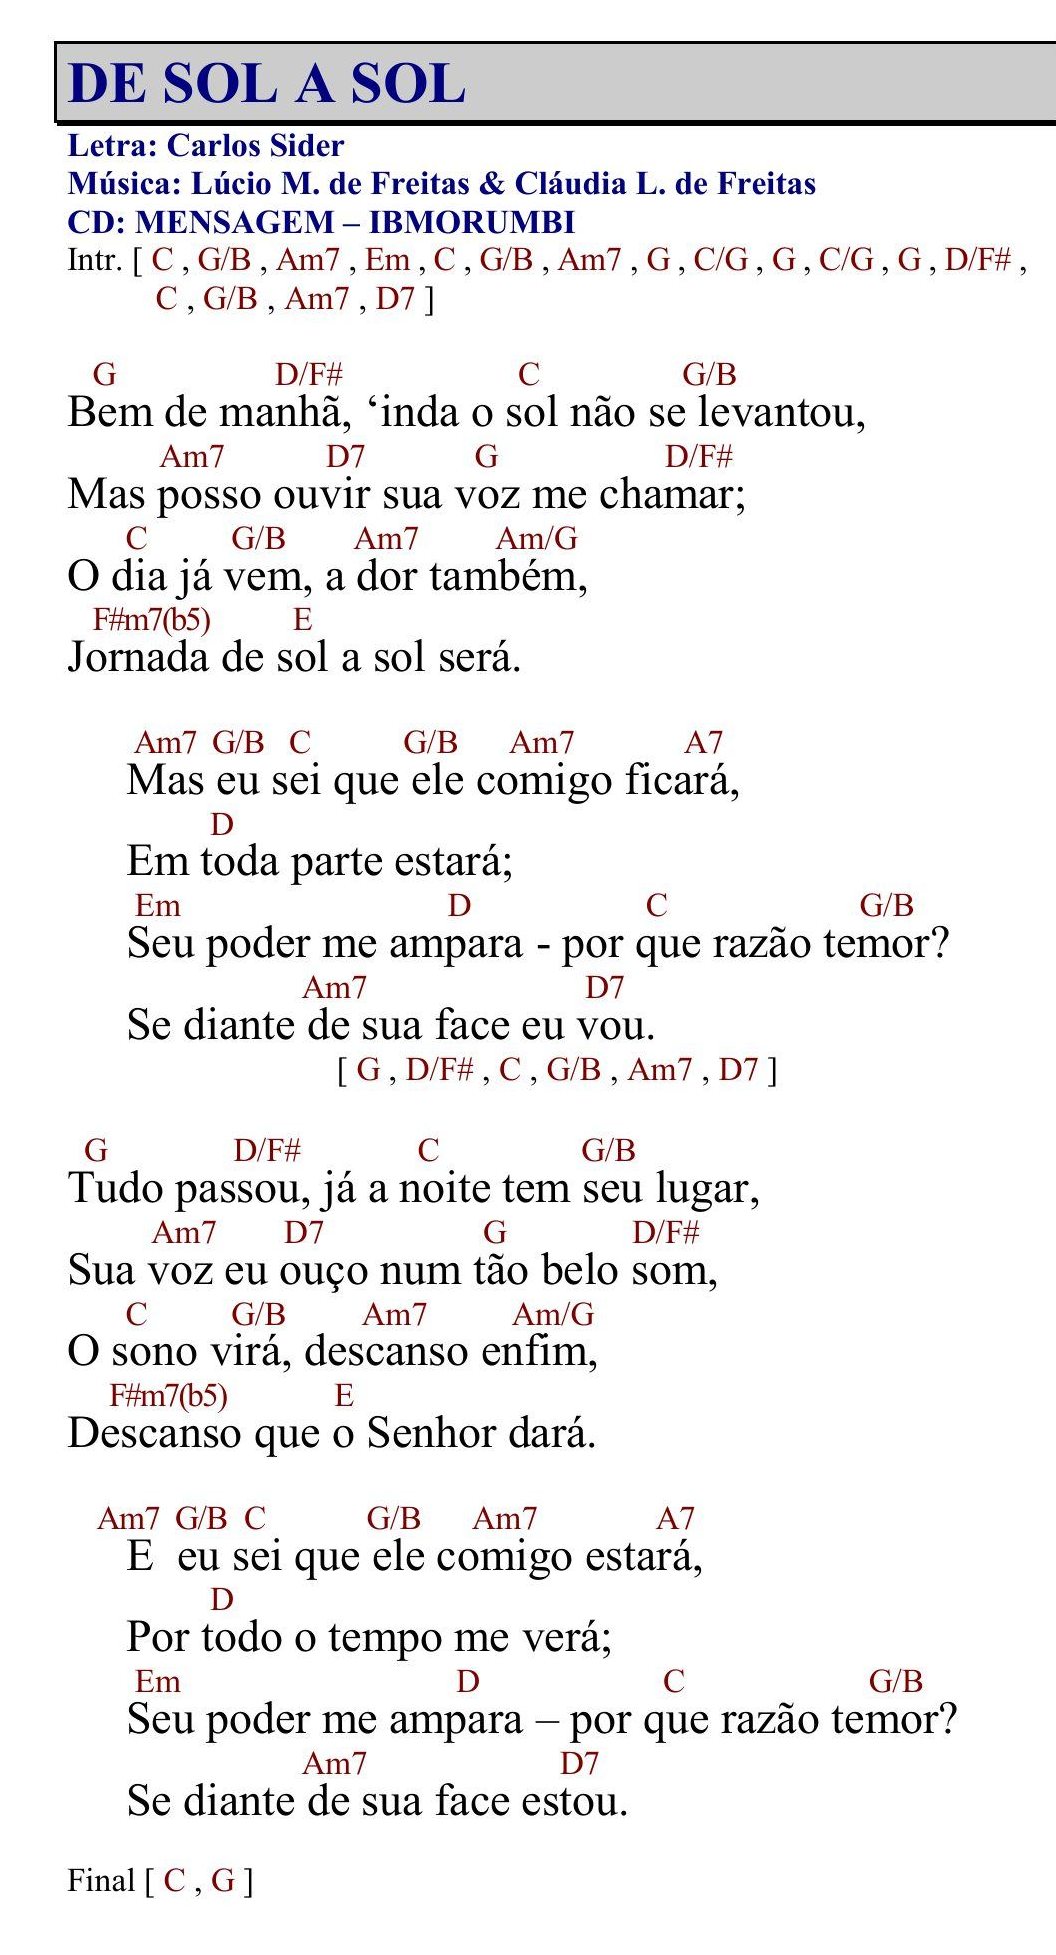 DE SOL A SOL
Letra: Carlos Sider
Música: Lúcio M. de Freitas & Cláudia L. de Freitas
CD: MENSAGEM – IBMORUMBI
Intr. [ C , G/B , Am7 , Em , C , G/B , Am7 , G , C/G , G , C/G , G , D/F# ,
C , G/B , Am7 , D7 ]
G D/F# C G/B
Bem de manhã, ‘inda o sol não se levantou,
Am7 D7 G D/F#
Mas posso ouvir sua voz me chamar;
C G/B Am7 Am/G
O dia já vem, a dor também,
F#m7(b5) E
Jornada de sol a sol será.
Am7 G/B C G/B Am7 A7
Mas eu sei que ele comigo ficará,
D
Em toda parte estará;
Em D C G/B
Seu poder me ampara - por que razão temor?
Am7 D7
Se diante de sua face eu vou.
[ G , D/F# , C , G/B , Am7 , D7 ]
G D/F# C G/B
Tudo passou, já a noite tem seu lugar,
Am7 D7 G D/F#
Sua voz eu ouço num tão belo som,
C G/B Am7 Am/G
O sono virá, descanso enfim,
F#m7(b5) E
Descanso que o Senhor dará.
Am7 G/B C G/B Am7 A7
E eu sei que ele comigo estará,
D
Por todo o tempo me verá;
Em D C G/B
Seu poder me ampara – por que razão temor?
Am7 D7
Se diante de sua face estou.
Final [ C , G ]